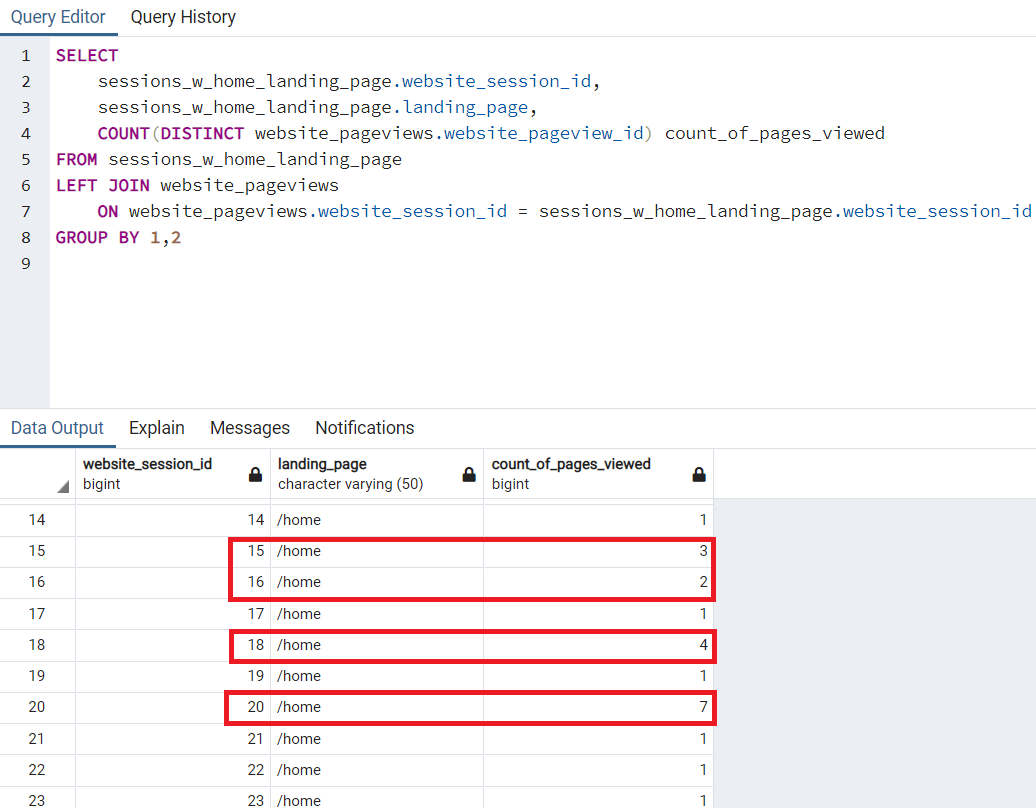 Query Editor Query History
1 SELECT
2 sessions_w_home_landing_page.website_session_id,
3 sessions_w_home_landing_page.landing_page,
4 COUNT(DISTINCT website_pageviews.website_pageview_id) count_of_pages_viewed
5 FROM sessions_w_home_landing_page
6 LEFT JOIN website_pageviews
7 ON website_pageviews.website_session_id = sessions_w_home_landing_page.website_session_id
8 GROUP BY 1,2
9
Data Output Explain Messages Notifications
website_session_id landing_page count_of_pages_viewed
bigint character varying (50) bigint
14 14 /home 1
15 15 /home 3
16 16 /home 2
17 17 /home 1
18 18 /home 4
19 19 /home 1
20 20 /home 7
21 21 /home 1
22 22 /home 1
23 23 /home 1